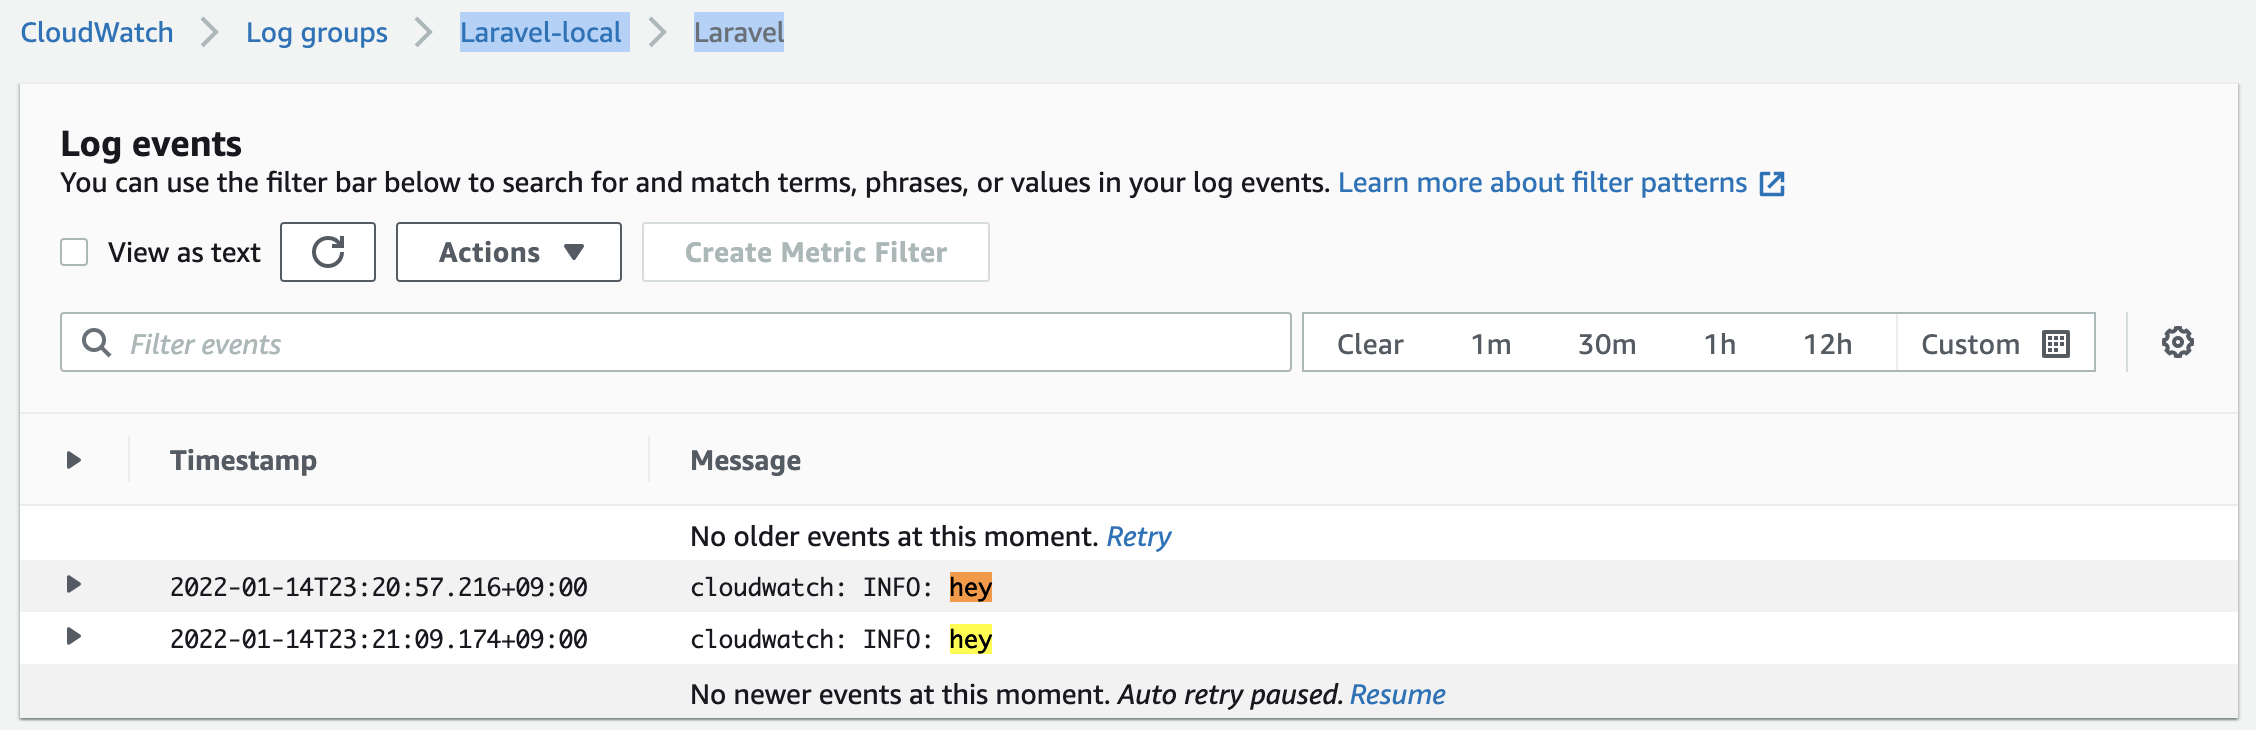 CloudWatch > Log groups > Laravel-local > Laravel
Log events
You can use the filter bar below to search for and match terms, phrases, or values in your log events. Learn more about filter patterns
View as text Actions Create Metric Filter
Filter events Clear 1m 30m 1h 12h Custom
Timestamp Message
No older events at this moment. Retry
2022-01-14T23:20:57.216+09:00 cloudwatch: INFO: hey
2022-01-14T23:21:09.174+09:00 cloudwatch: INFO: hey
No newer events at this moment. Auto retry paused. Resume